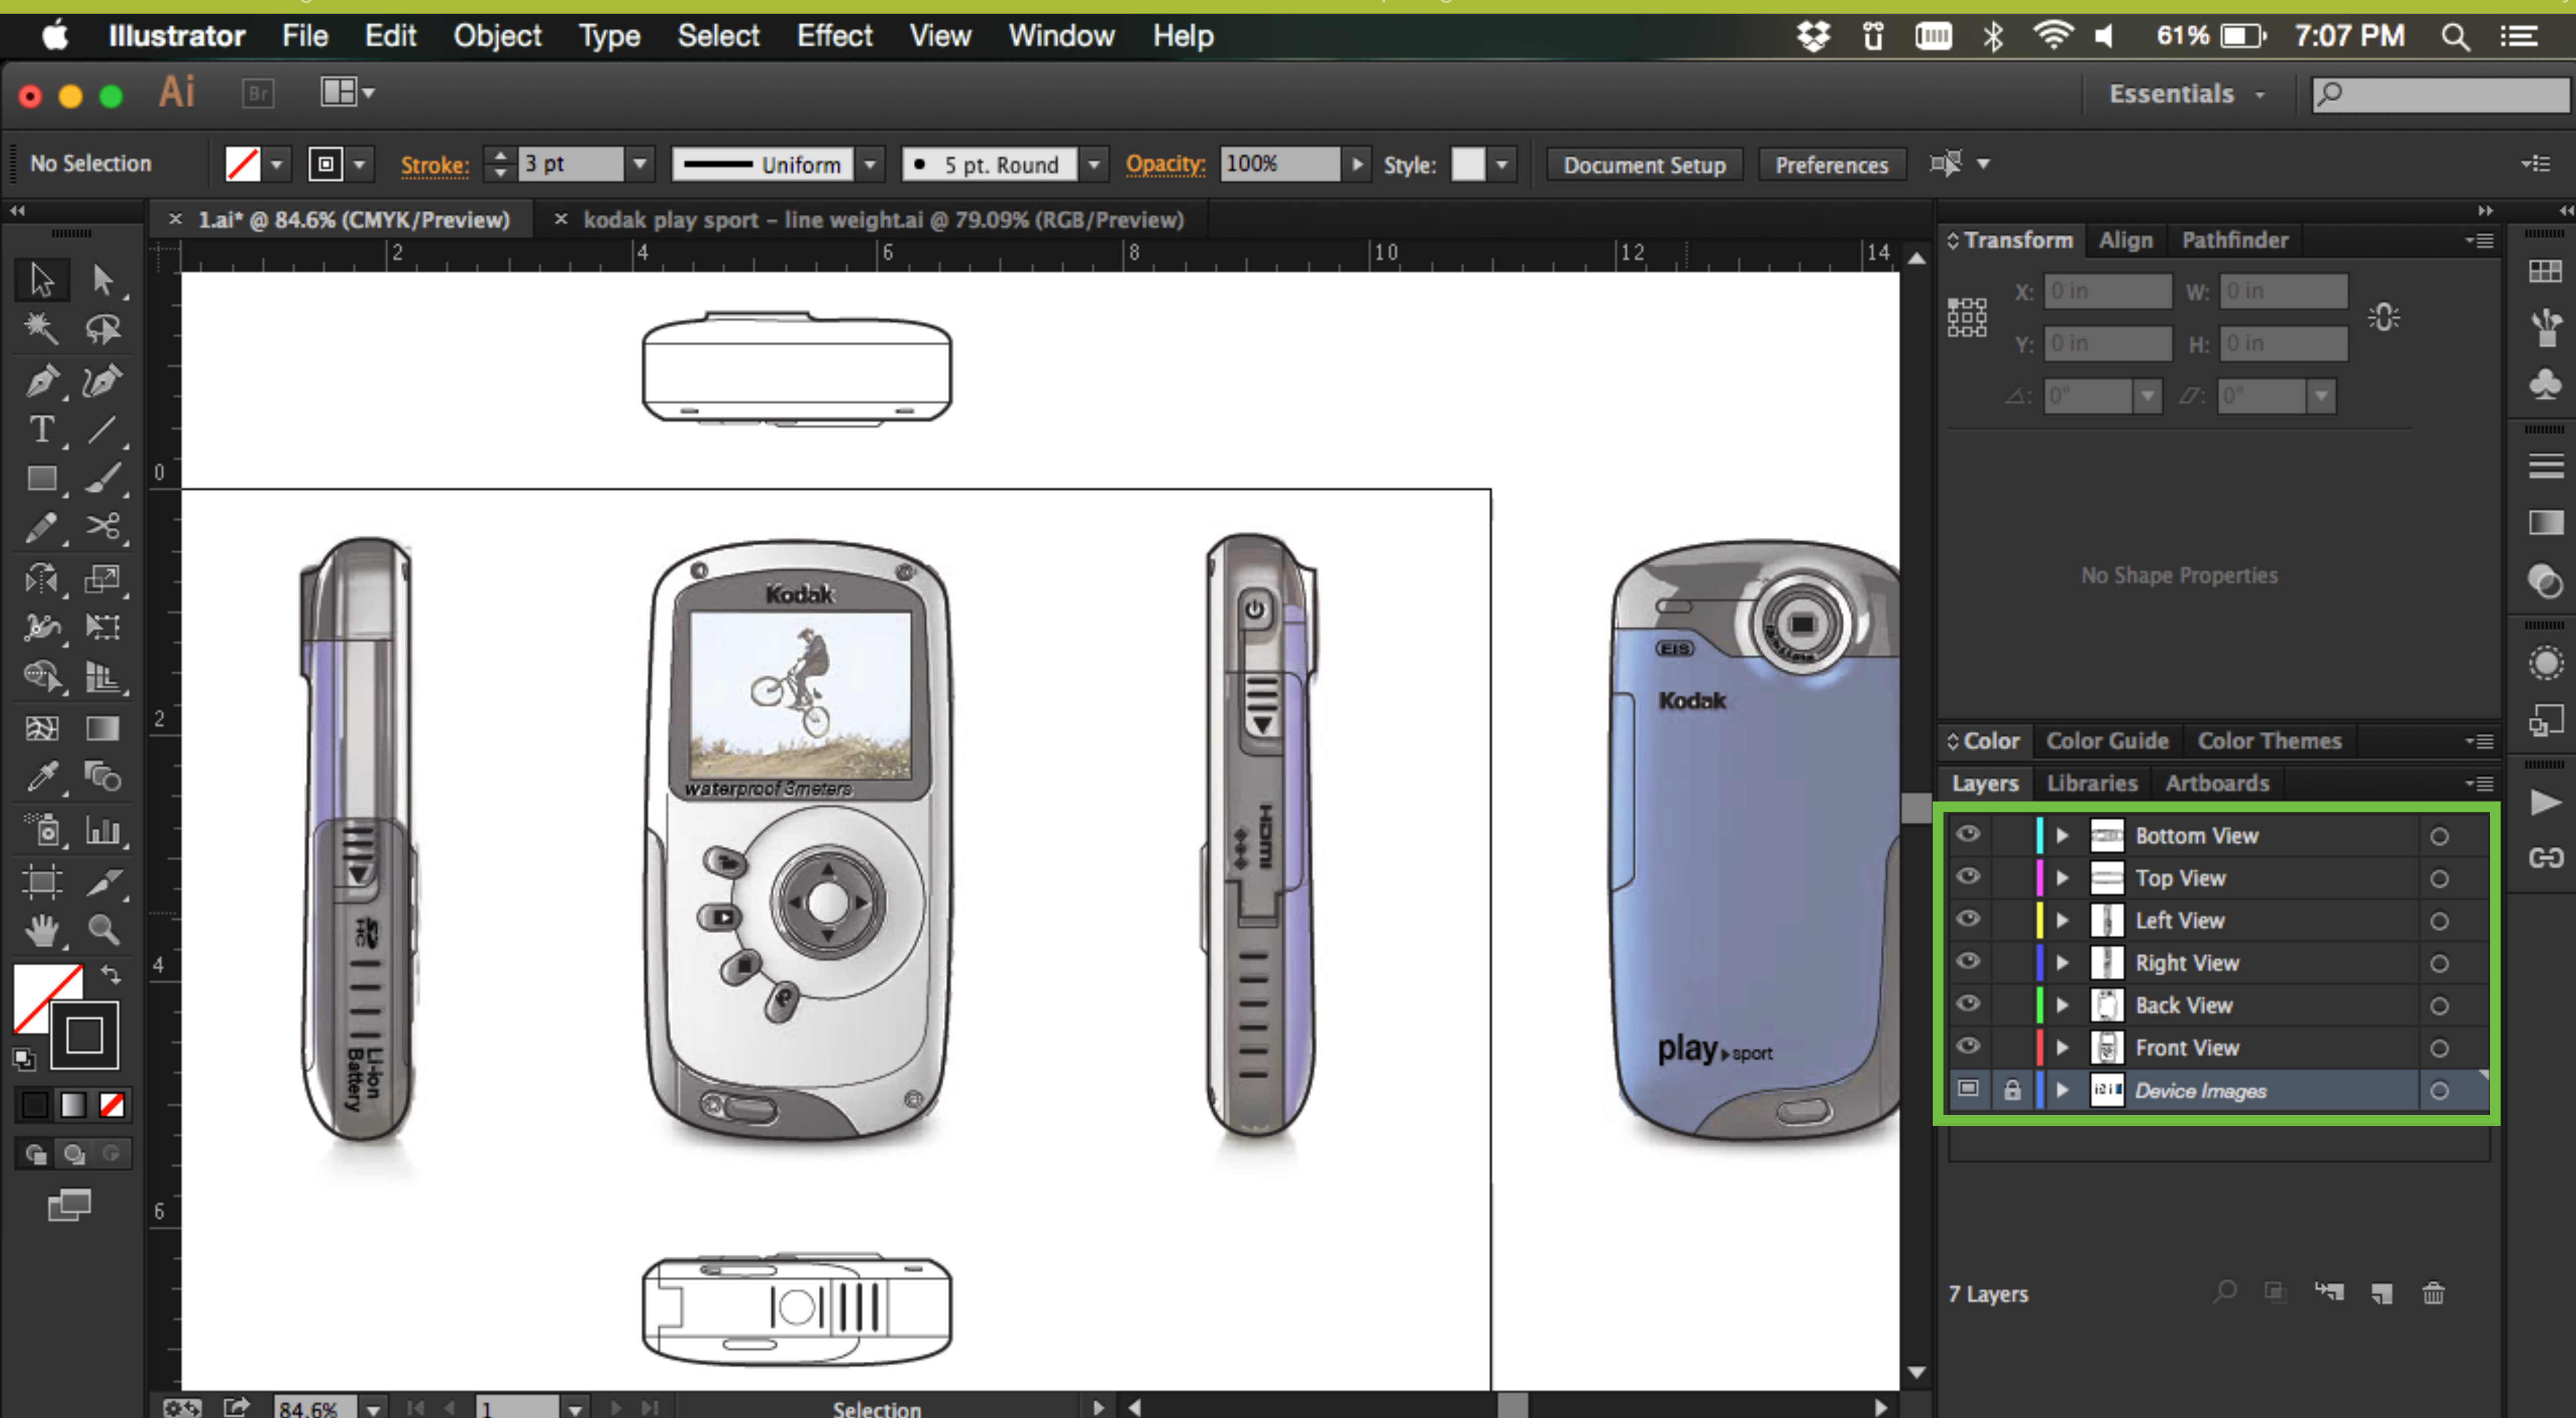 Illustrator File Edit Object Type Select Effect View Window Help 61% 7:07 PM
Ai Br Essentials
No Selection Stroke: 3 pt Uniform 5 pt. Round Opacity: 100% Style: Document Setup Preferences
× 1.ai* @ 84.6% (CMYK/Preview) × kodak play sport – line weight.ai @ 79.09% (RGB/Preview)
2 4 6 8 10 12 14
Transform Align Pathfinder
X: 0 in W: 0 in
Y: 0 in H: 0 in
0° 0°
No Shape Properties
0
2
4
6
Kodak
waterproof 3meters
SD HC
Li-ion
Battery
HDMI
EIS
Kodak
play sport
Color Color Guide Color Themes
Layers Libraries Artboards
Bottom View
Top View
Left View
Right View
Back View
Front View
Device Images
7 Layers
84.6% 1 Selection